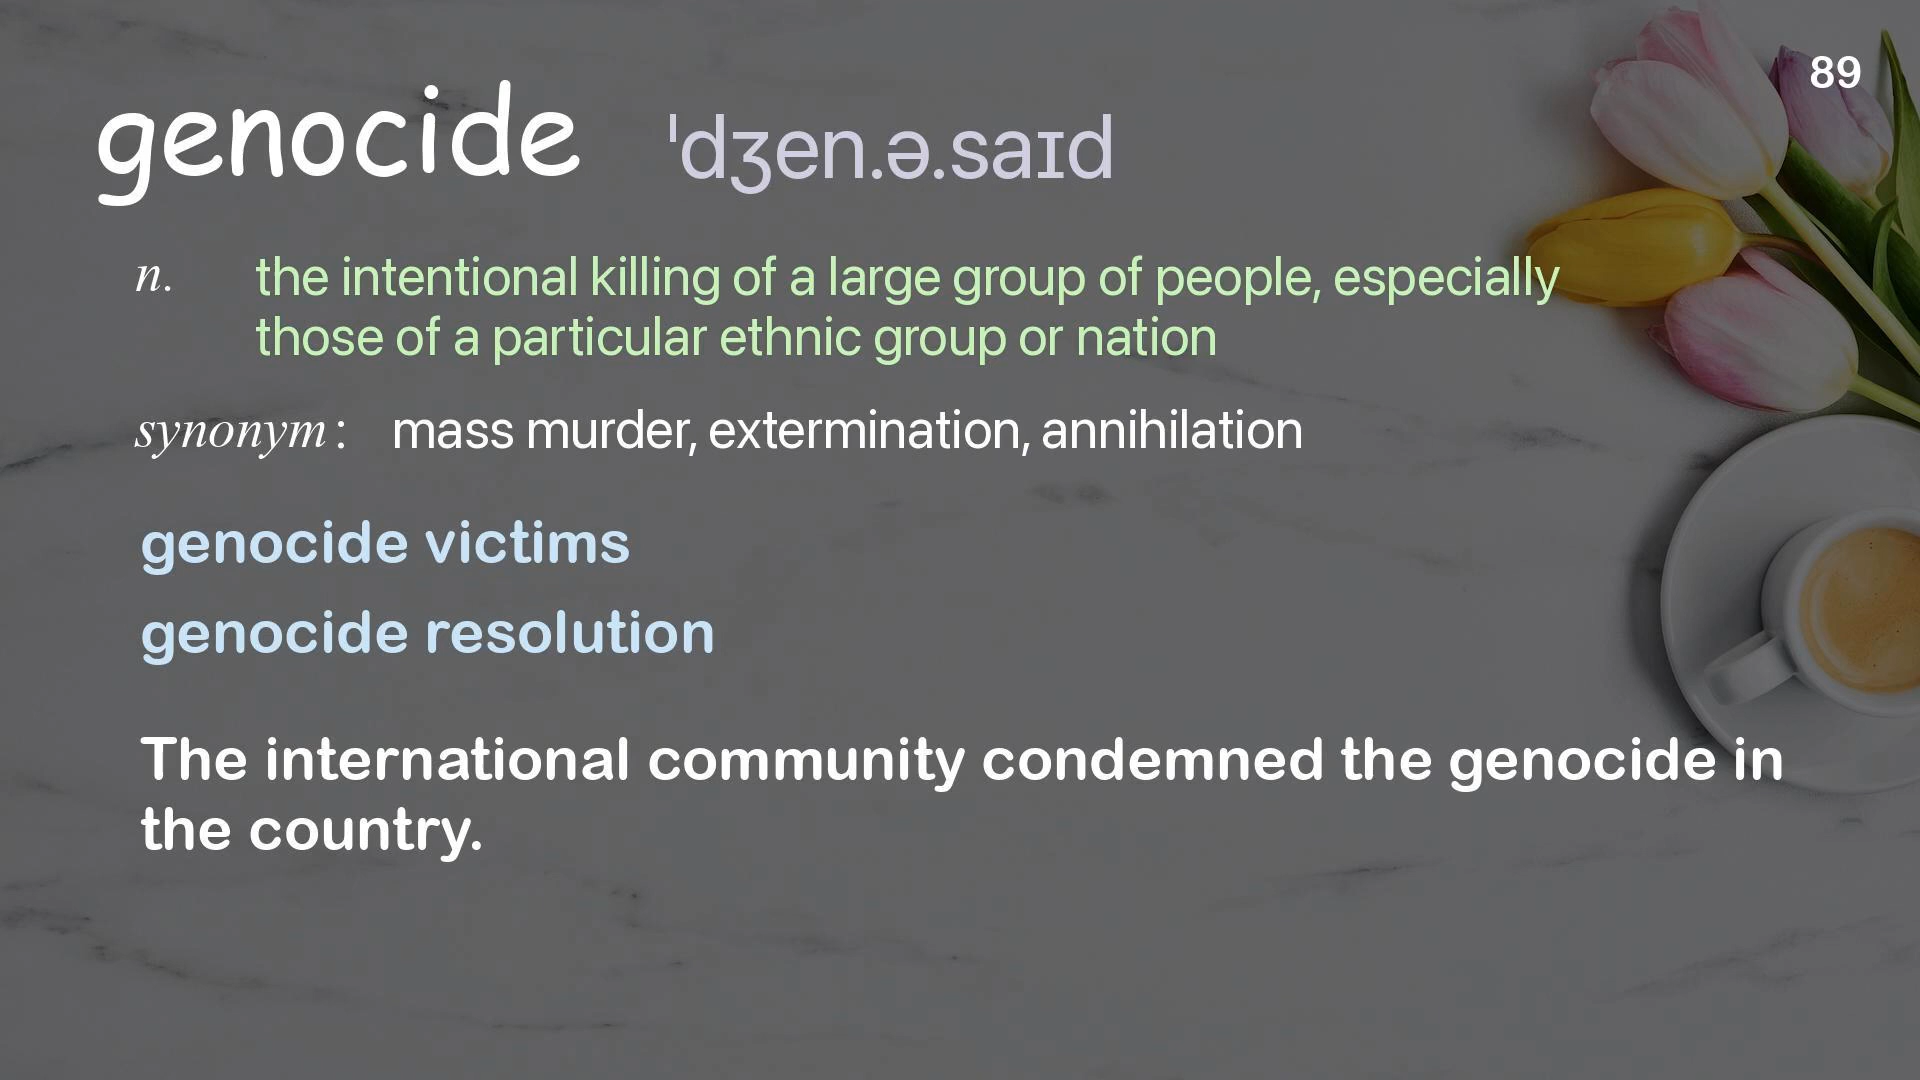 89
genocide ˈdʒen.ə.saɪd
n. the intentional killing of a large group of people, especially
those of a particular ethnic group or nation
synonym : mass murder, extermination, annihilation
genocide victims
genocide resolution
The international community condemned the genocide in
the country.